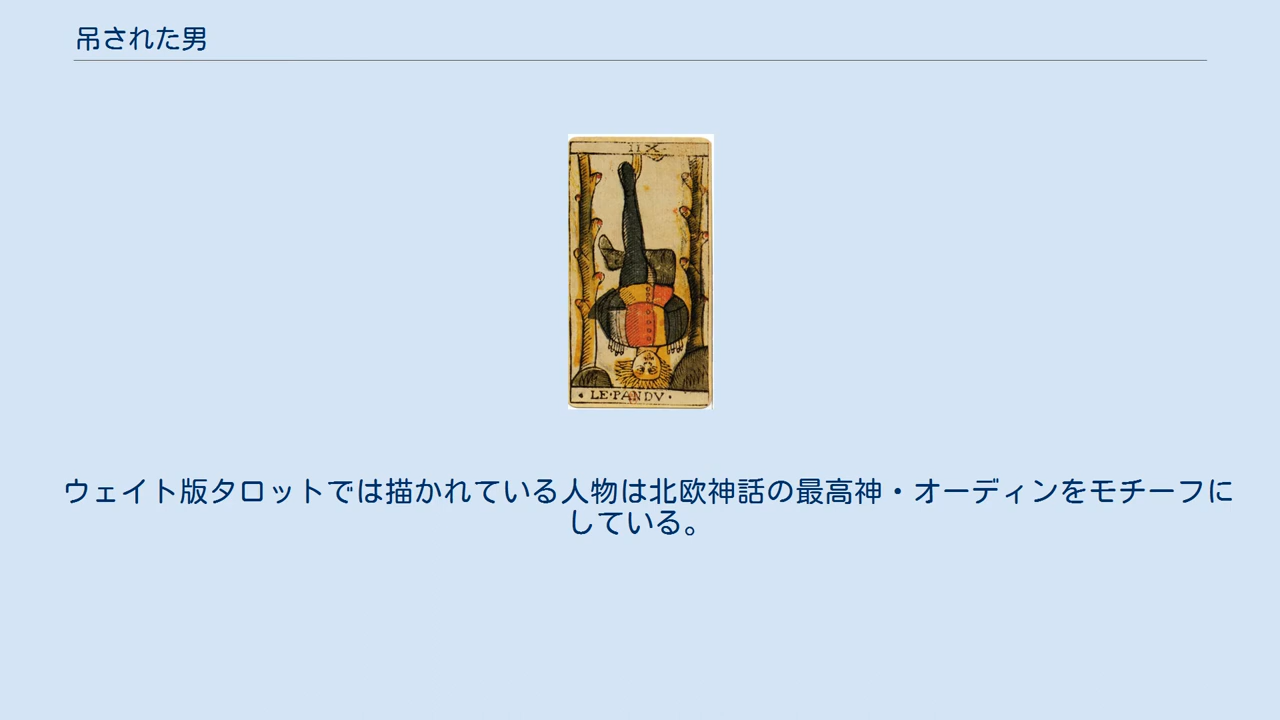 吊された男
IIX
LE·PANDV·
ウェイト版タロットでは描かれている人物は北欧神話の最高神・オーディンをモチーフに
している。